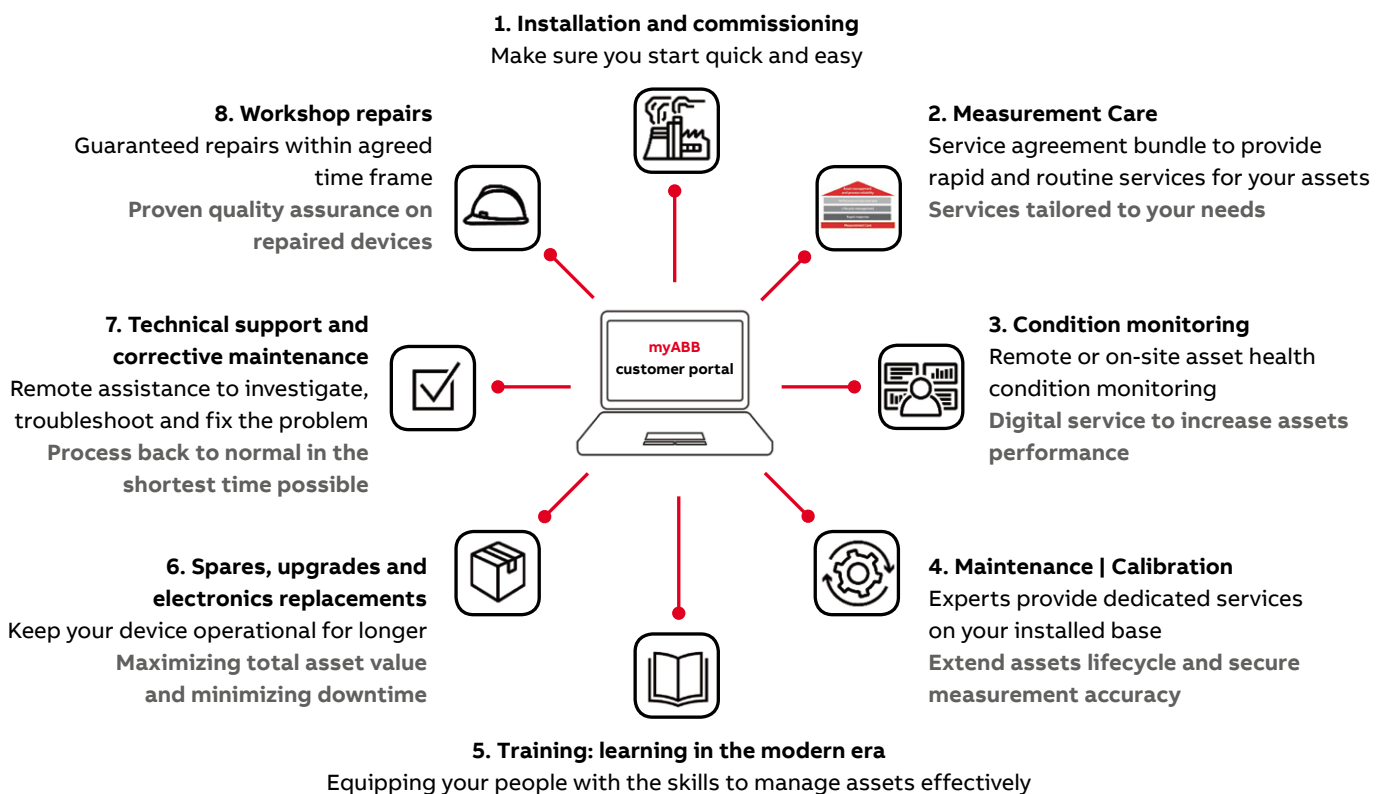 1. Installation and commissioning
Make sure you start quick and easy
8. Workshop repairs
Guaranteed repairs within agreed
time frame
Proven quality assurance on
repaired devices
2. Measurement Care
Service agreement bundle to provide
rapid and routine services for your assets
Services tailored to your needs
Measurement Care
7. Technical support and
corrective maintenance
Remote assistance to investigate,
troubleshoot and fix the problem
Process back to normal in the
shortest time possible
myABB
customer portal
3. Condition monitoring
Remote or on-site asset health
condition monitoring
Digital service to increase assets
performance
6. Spares, upgrades and
electronics replacements
Keep your device operational for longer
Maximizing total asset value
and minimizing downtime
4. Maintenance | Calibration
Experts provide dedicated services
on your installed base
Extend assets lifecycle and secure
measurement accuracy
5. Training: learning in the modern era
Equipping your people with the skills to manage assets effectively